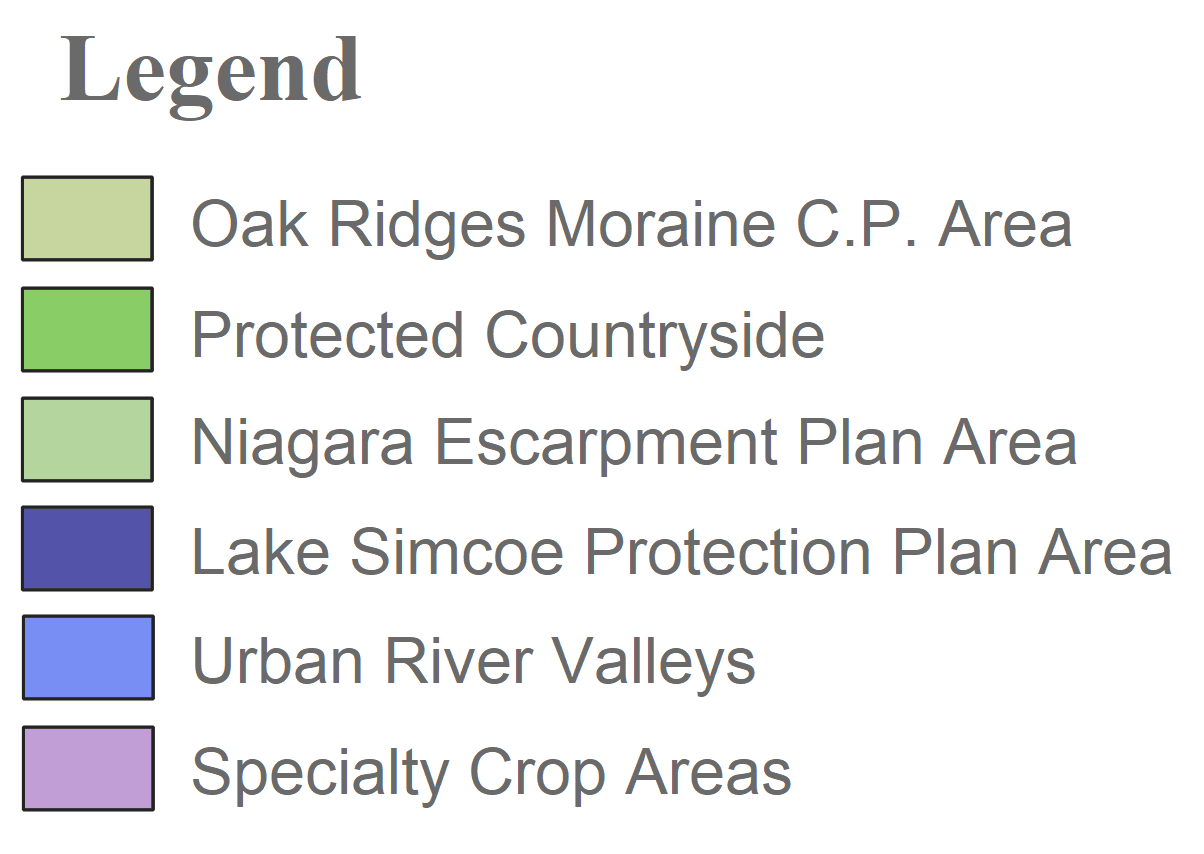 Legend
Oak Ridges Moraine C.P. Area
Protected Countryside
Niagara Escarpment Plan Area
Lake Simcoe Protection Plan Area
Urban River Valleys
Specialty Crop Areas